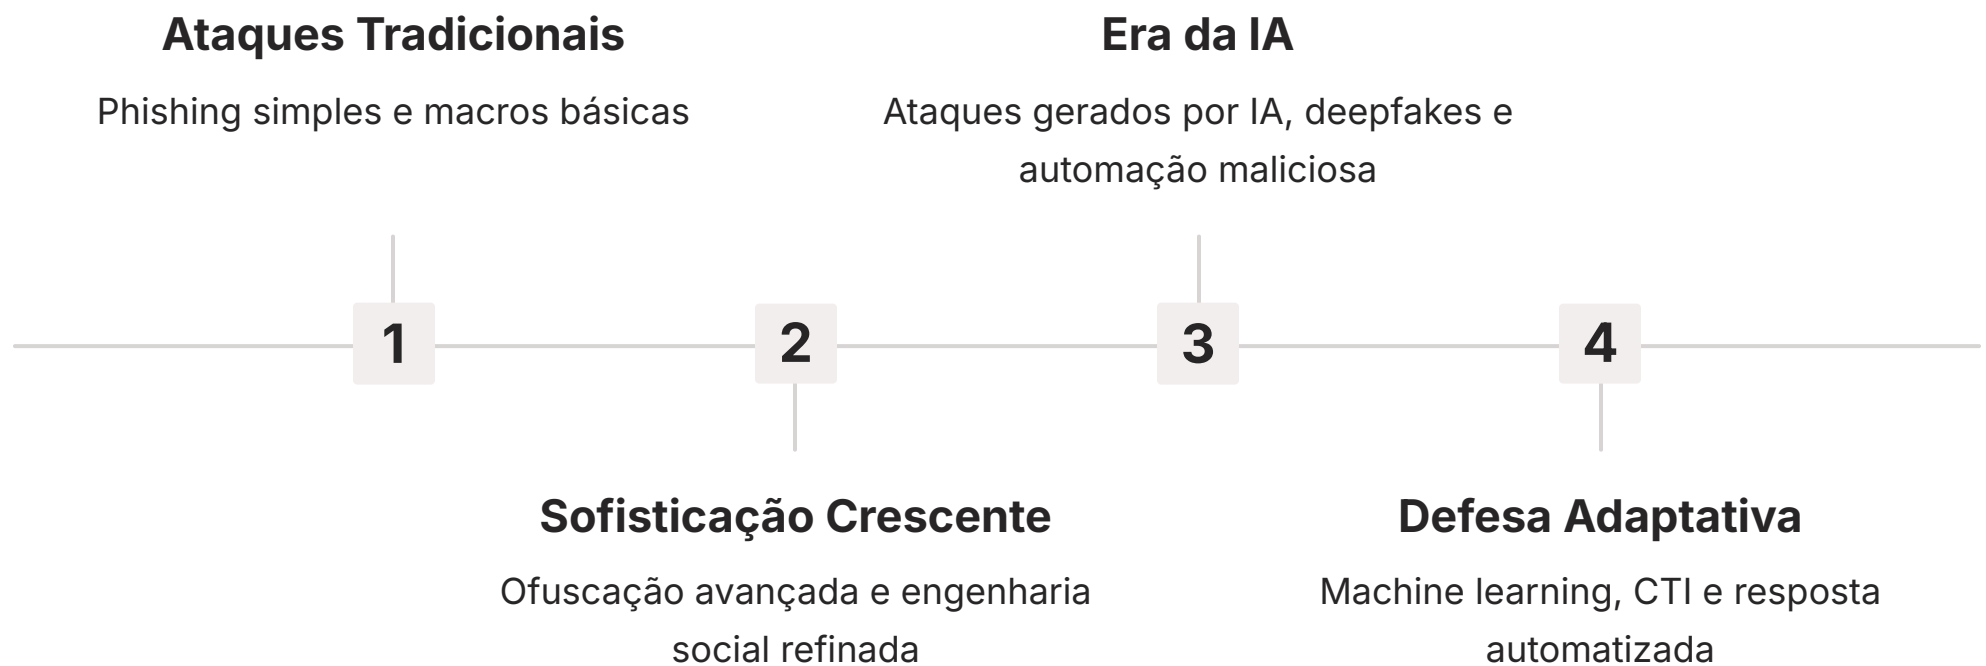 Ataques Tradicionais
Phishing simples e macros básicas
Era da IA
Ataques gerados por IA, deepfakes e
automação maliciosa
1
2
3
4
Sofisticação Crescente
Ofuscação avançada e engenharia
social refinada
Defesa Adaptativa
Machine learning, CTI e resposta
automatizada